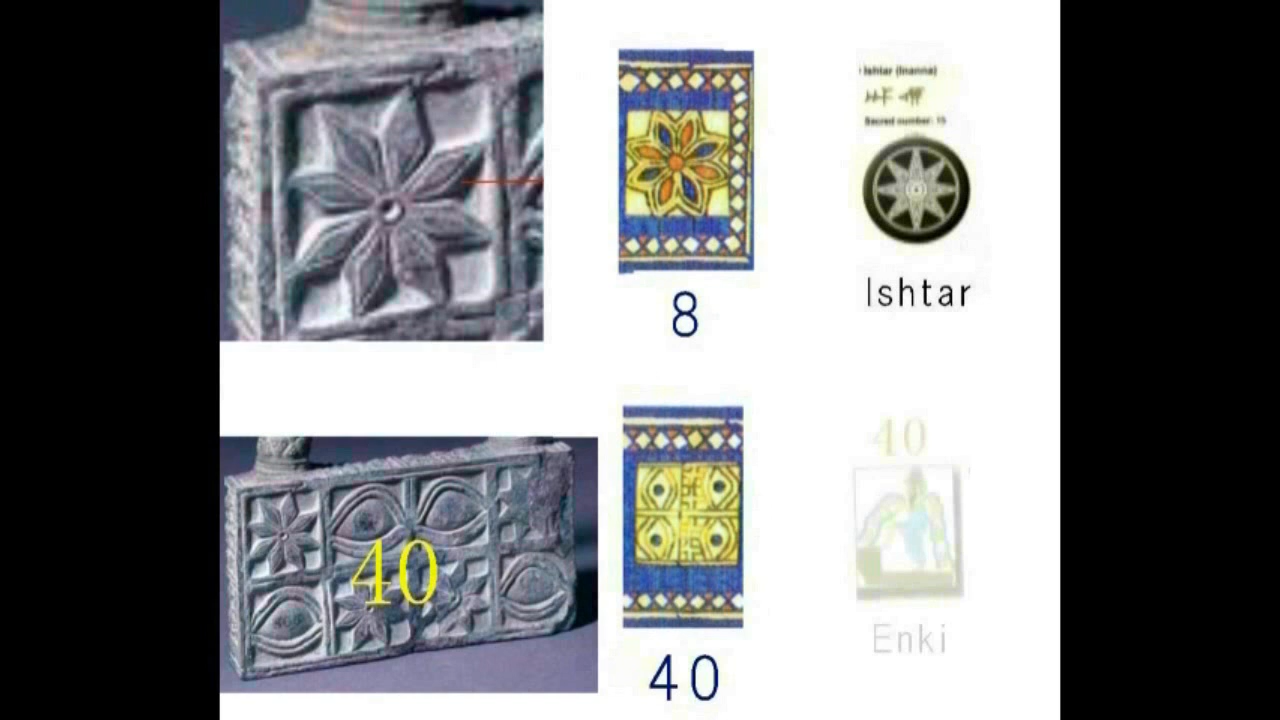 Ishtar (Inanna)
𒀭 𒈹
Sacred number: 15
8
Ishtar
40
40
40
Enki